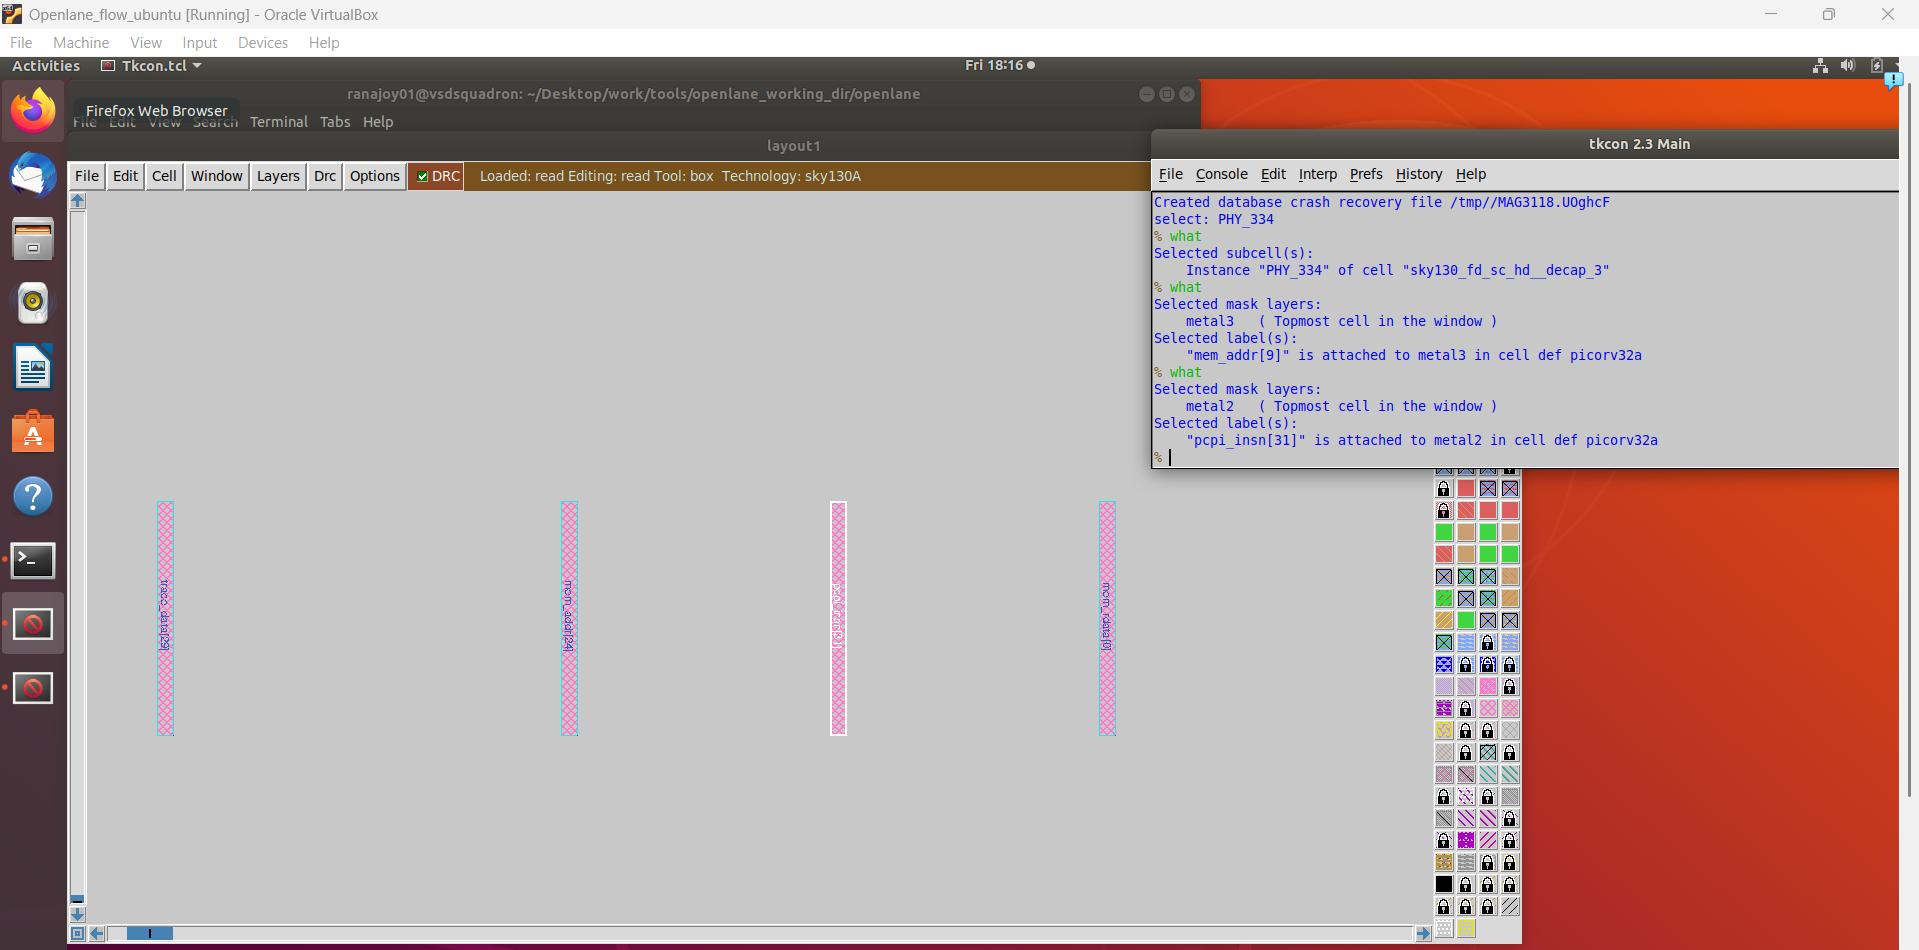 Openlane_flow_ubuntu [Running] - Oracle VirtualBox
File Machine View Input Devices Help
Activities Tkcon.tcl Fri 18:16
ranajoy01@vsdsquadron: ~/Desktop/work/tools/openlane_working_dir/openlane
Firefox Web Browser
File Edit View Search Terminal Tabs Help
layout1
File Edit Cell Window Layers Drc Options DRC Loaded: read Editing: read Tool: box Technology: sky130A
tkcon 2.3 Main
File Console Edit Interp Prefs History Help
Created database crash recovery file /tmp//MAG3118.UOghcF
select: PHY_334
% what
Selected subcell(s):
Instance "PHY_334" of cell "sky130_fd_sc_hd__decap_3"
% what
Selected mask layers:
metal3 ( Topmost cell in the window )
Selected label(s):
"mem_addr[9]" is attached to metal3 in cell def picorv32a
% what
Selected mask layers:
metal2 ( Topmost cell in the window )
Selected label(s):
"pcpi_insn[31]" is attached to metal2 in cell def picorv32a
%
trace_data[29]
mem_addr[24]
pcpi_insn[31]
mem_rdata[0]